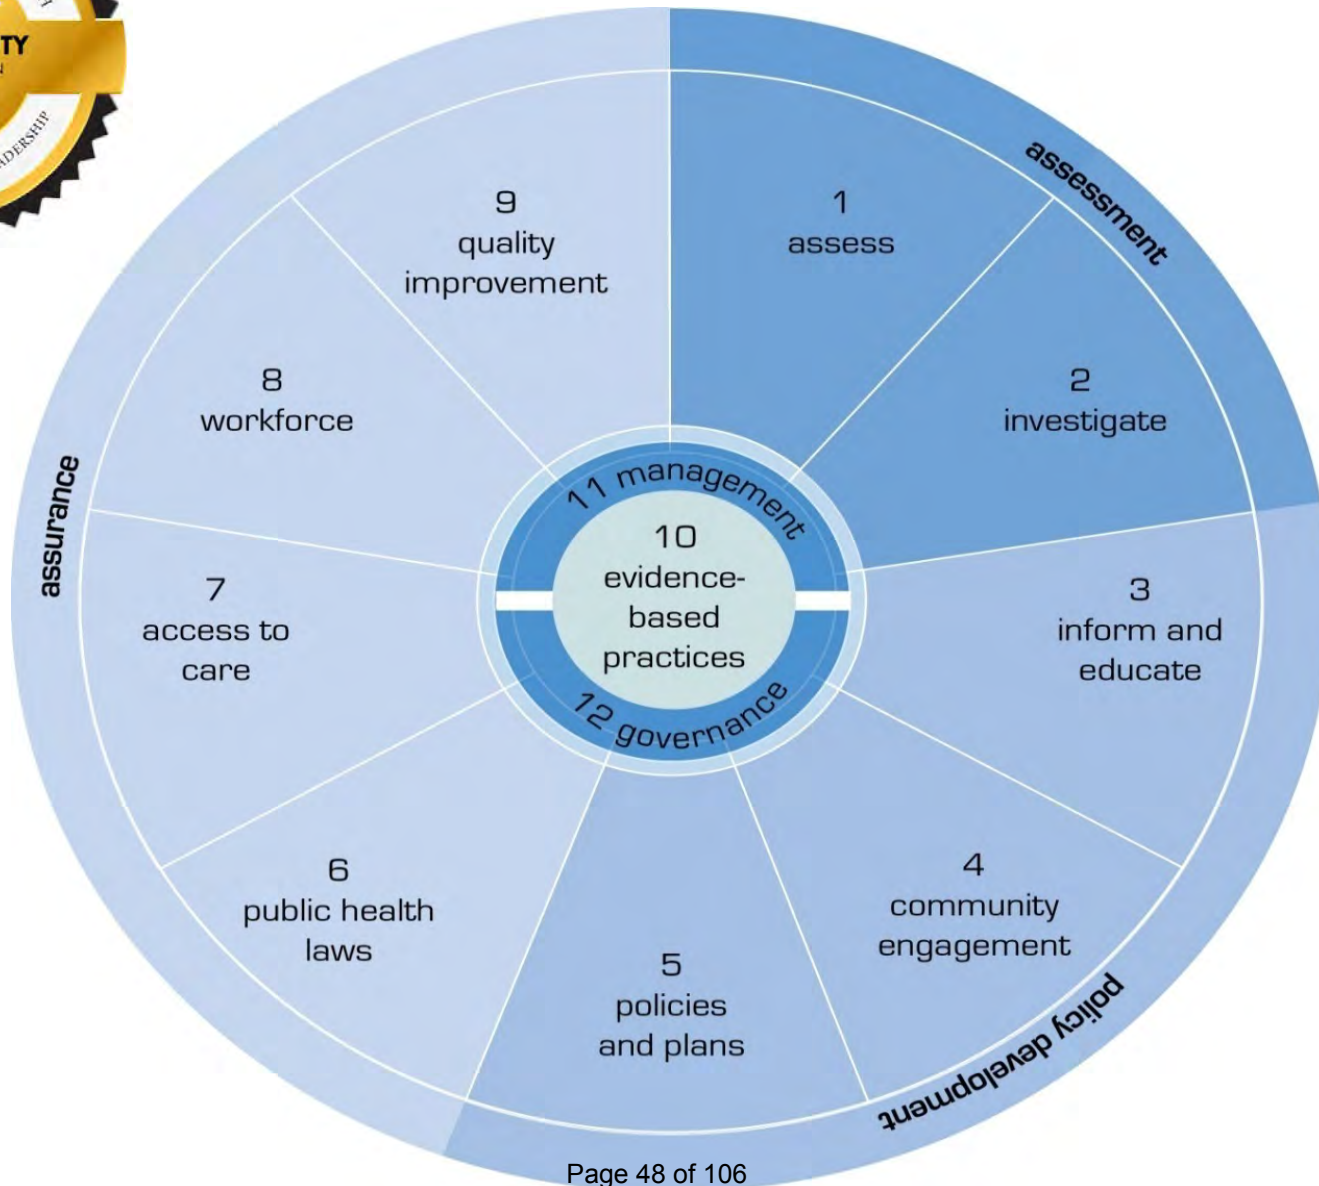 TY
ADERSHIP
assessment
1
assess
2
investigate
3
inform and
educate
4
community
engagement
policy development
5
policies
and plans
6
public health
laws
7
access to
care
assurance
8
workforce
9
quality
improvement
11 management
10
evidence-
based
practices
12 governance
Page 48 of 106